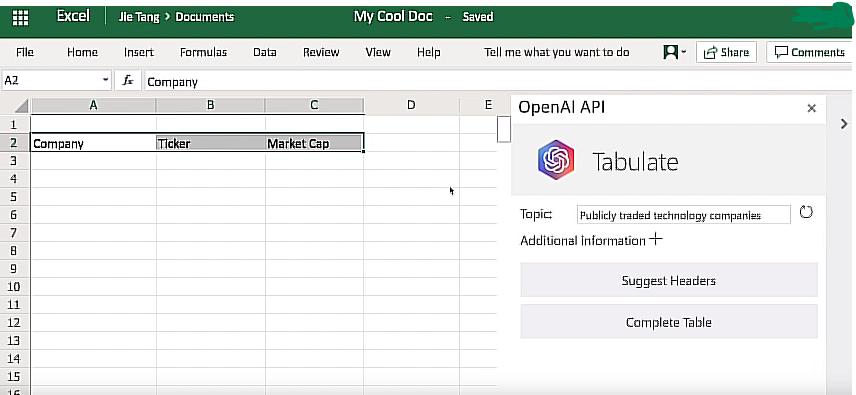 Excel Jie Tang > Documents My Cool Doc - Saved
File Home Insert Formulas Data Review View Help Tell me what you want to do Share Comments
A2 fx Company
A B C D E
OpenAI API
1
2 Company Ticker Market Cap
3
4
5
6
7
8
9
10
11
12
13
14
15
16
Tabulate
Topic: Publicly traded technology companies
Additional information
Suggest Headers
Complete Table